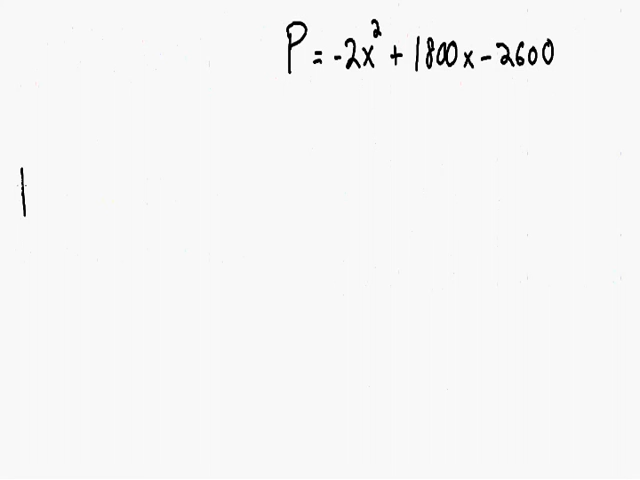 P = -2x² + 1800x - 2600
|